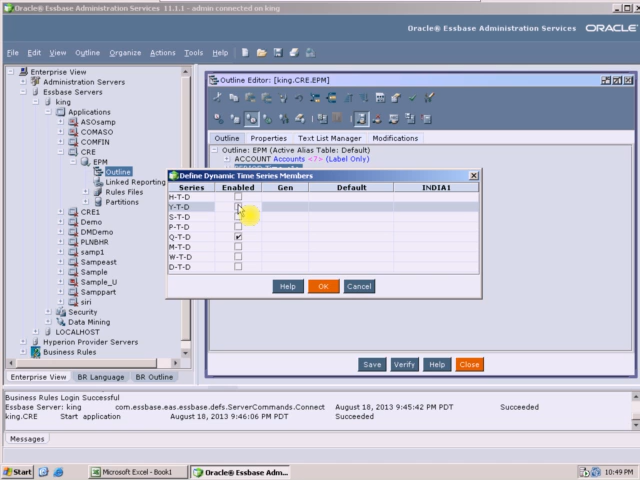 Oracle® Essbase Administration Services 11.1.1 - admin connected on king
Oracle® Essbase Administration Services ORACLE
File Edit View Outline Organize Actions Tools Help
Enterprise View
Administration Servers
Essbase Servers
king
Applications
ASOsamp
COMASO
COMFIN
CRE
EPM
Outline
Linked Reporting
Rules Files
Partitions
CRE1
Demo
DMDemo
PLNBHR
samp1
Sampeast
Sample
Sample_U
Samppart
siri
Security
Data Mining
LOCALHOST
Hyperion Provider Servers
Business Rules
Enterprise View BR Language BR Outline
Outline Editor: [king.CRE.EPM]
Outline Properties Text List Manager Modifications
Outline: EPM (Active Alias Table: Default)
ACCOUNT Accounts <7> (Label Only)
Define Dynamic Time Series Members
Series Enabled Gen Default INDIA1
H-T-D
Y-T-D
S-T-D
P-T-D
Q-T-D
M-T-D
W-T-D
D-T-D
Help OK Cancel
Save Verify Help Close
Business Rules Login Successful
Essbase Server: king com.essbase.eas.essbase.defs.ServerCommands.Connect August 18, 2013 9:45:42 PM PDT Succeeded
king.CRE Start application August 18, 2013 9:46:06 PM PDT Succeeded
Messages
Start Microsoft Excel - Book1 Oracle® Essbase Adm... 10:49 PM